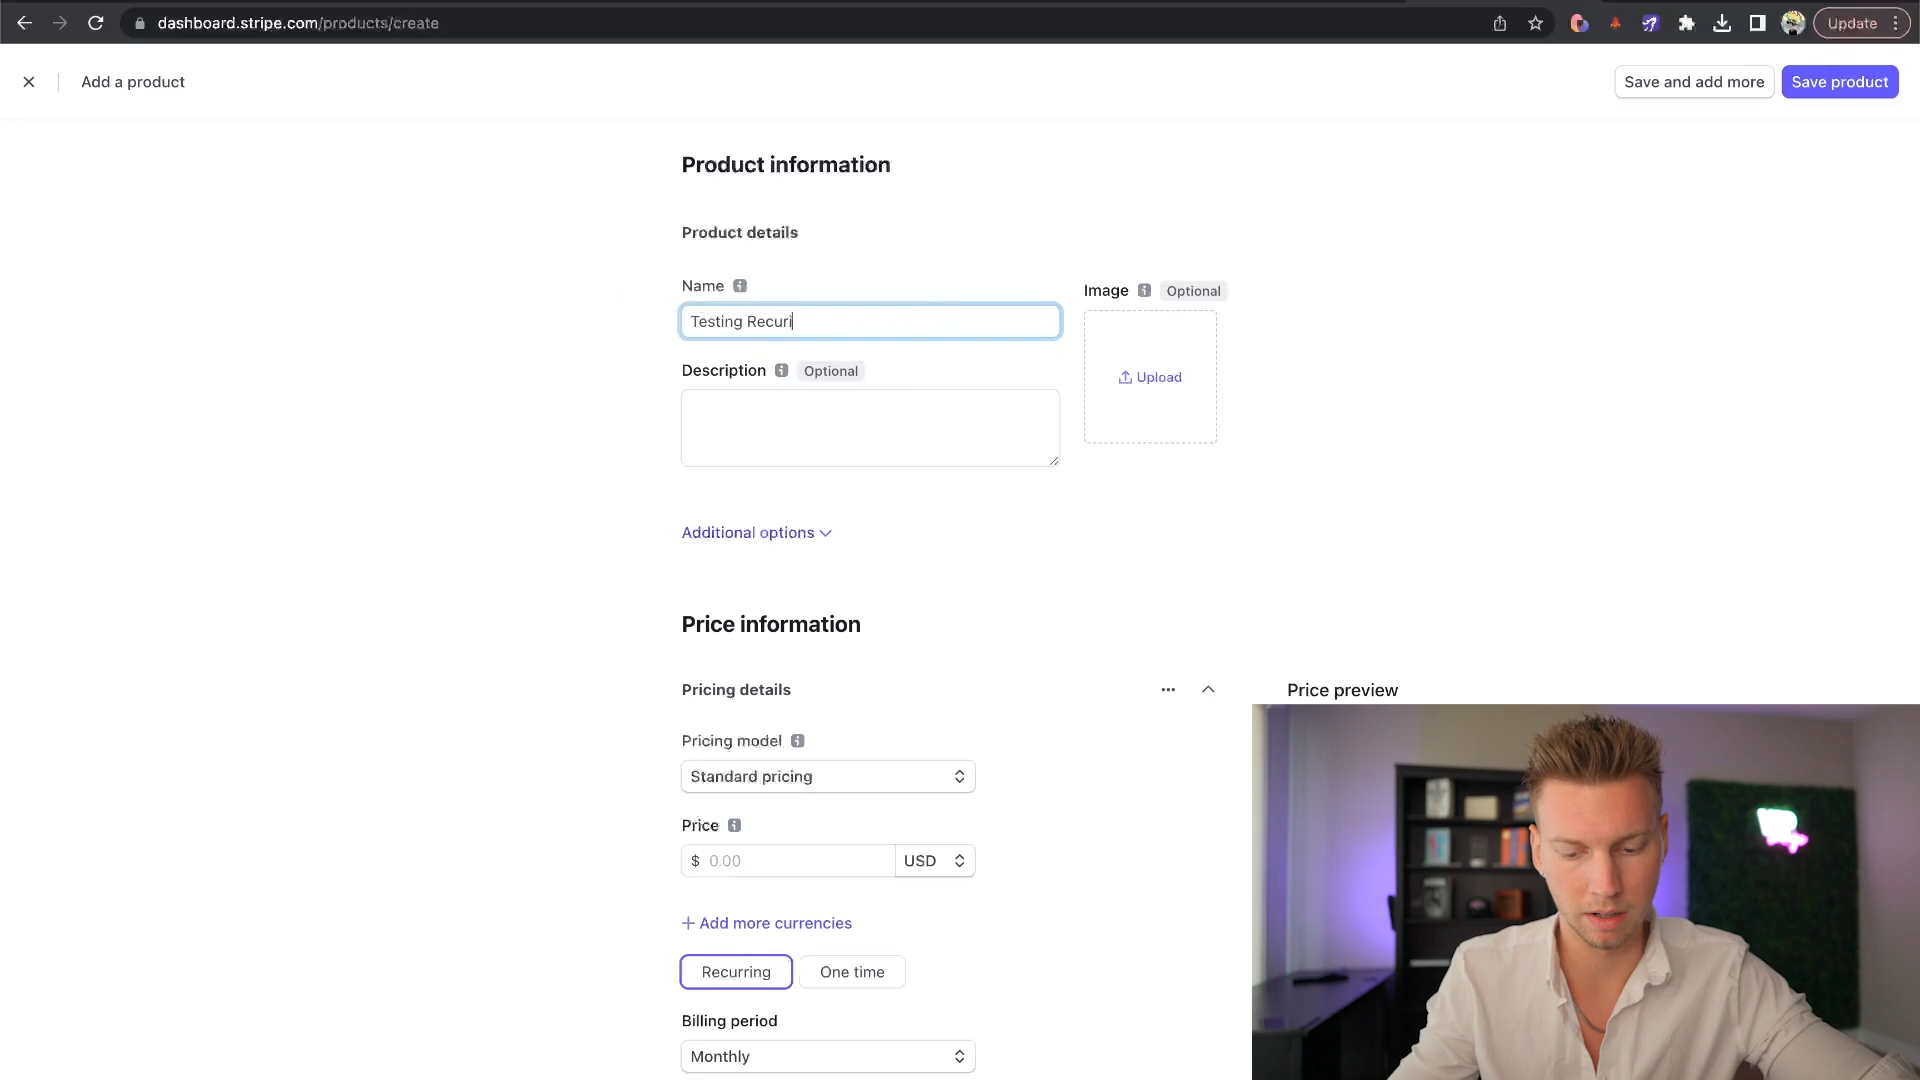 dashboard.stripe.com/products/create
Update
Add a product
Save and add more
Save product
Product information
Product details
Name
Testing Recuri
Image Optional
Upload
Description Optional
Additional options
Price information
Pricing details
Price preview
Pricing model
Standard pricing
Price
$ 0.00 USD
Add more currencies
Recurring One time
Billing period
Monthly